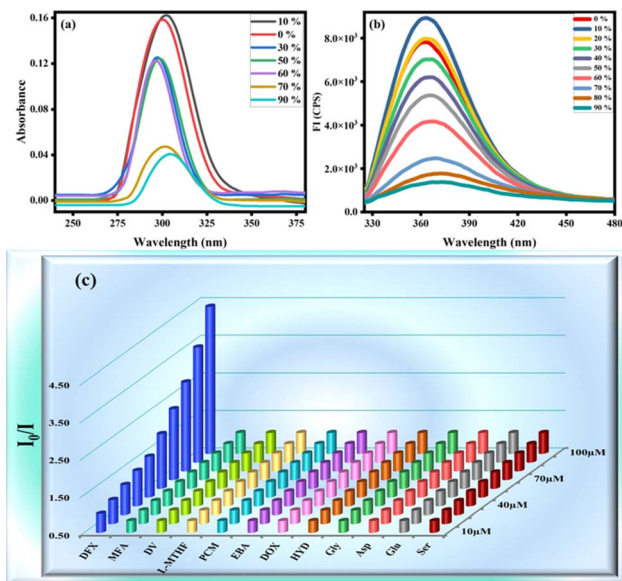 (a)
10 %
0 %
30 %
50 %
60 %
70 %
90 %
0.16
0.12
0.08
0.04
0.00
Absorbance
250 275 300 325 350 375
Wavelength (nm)
(b)
0 %
10 %
20 %
30 %
40 %
50 %
60 %
70 %
80 %
90 %
8.0×10³
6.0×10³
4.0×10³
2.0×10³
0.0
FI (CPS)
330 360 390 420 450 480
Wavelength (nm)
(c)
4.50
3.50
2.50
1.50
0.50
I₀/I
DFX MFA DV L-MTHF PCM EBA DOX HYD Gly Asp Glu Ser
10µM 40µM 70µM 100µM